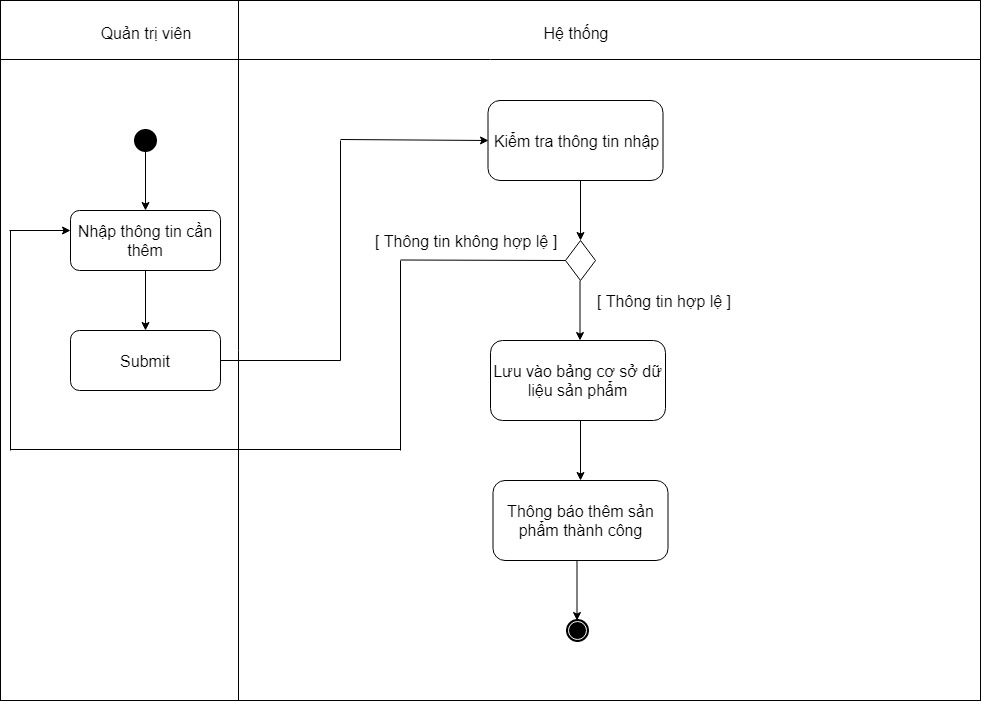 Quản trị viên
Hệ thống
Kiểm tra thông tin nhập
Nhập thông tin cần
thêm
[ Thông tin không hợp lệ ]
[ Thông tin hợp lệ ]
Submit
Lưu vào bảng cơ sở dữ
liệu sản phẩm
Thông báo thêm sản
phẩm thành công